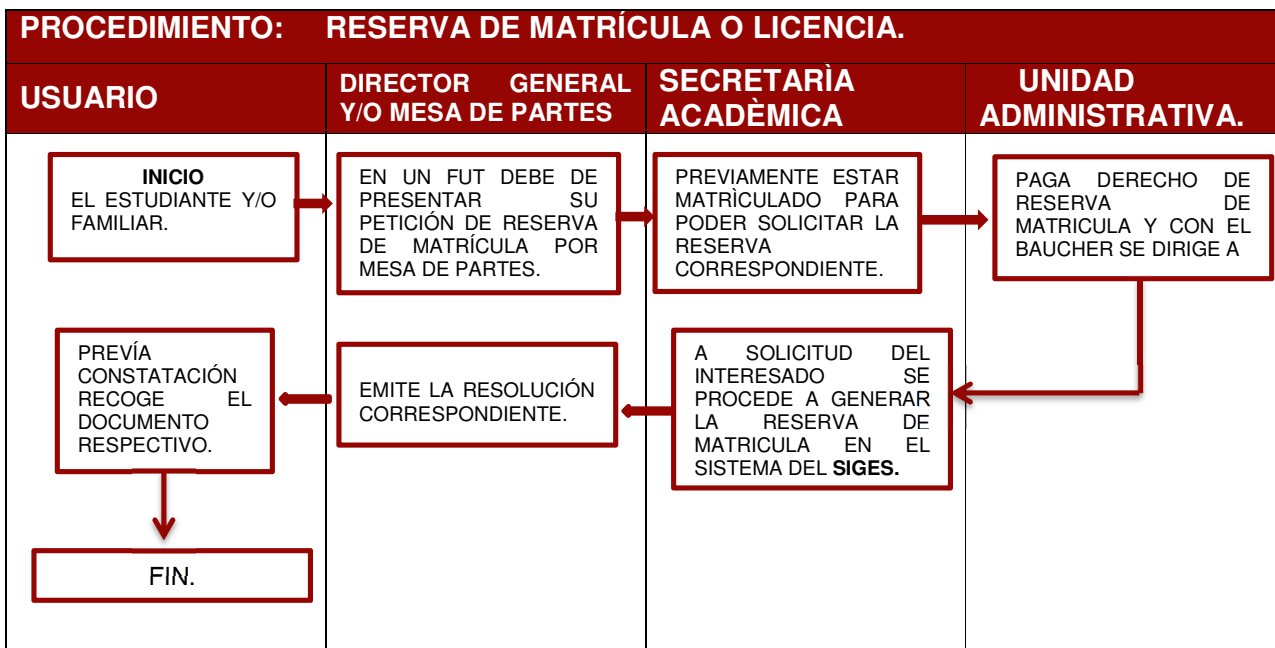 PROCEDIMIENTO: RESERVA DE MATRÍCULA O LICENCIA.
USUARIO
DIRECTOR GENERAL
Y/O MESA DE PARTES
SECRETARÌA
ACADÈMICA
UNIDAD
ADMINISTRATIVA.
INICIO
EL ESTUDIANTE Y/O
FAMILIAR.
EN UN FUT DEBE DE
PRESENTAR SU
PETICIÓN DE RESERVA
DE MATRÍCULA POR
MESA DE PARTES.
PREVIAMENTE ESTAR
MATRÌCULADO PARA
PODER SOLICITAR LA
RESERVA
CORRESPONDIENTE.
PAGA DERECHO DE
RESERVA DE
MATRICULA Y CON EL
BAUCHER SE DIRIGE A
A SOLICITUD DEL
INTERESADO SE
PROCEDE A GENERAR
LA RESERVA DE
MATRICULA EN EL
SISTEMA DEL SIGES.
EMITE LA RESOLUCIÓN
CORRESPONDIENTE.
PREVÍA
CONSTATACIÓN
RECOGE EL
DOCUMENTO
RESPECTIVO.
FIN.